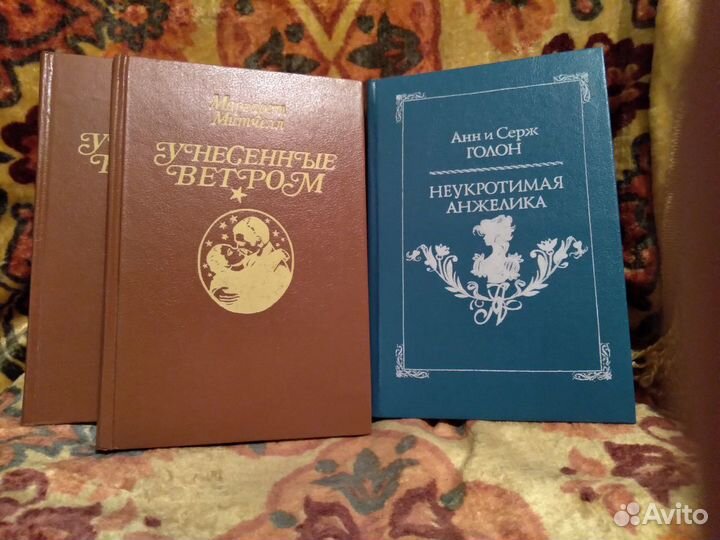 У
В
Маргарет
Митчелл
УНЕСЕННЫЕ
ВЕТРОМ
Анн и Серж
ГОЛОН
НЕУКРОТИМАЯ
АНЖЕЛИКА
Avito